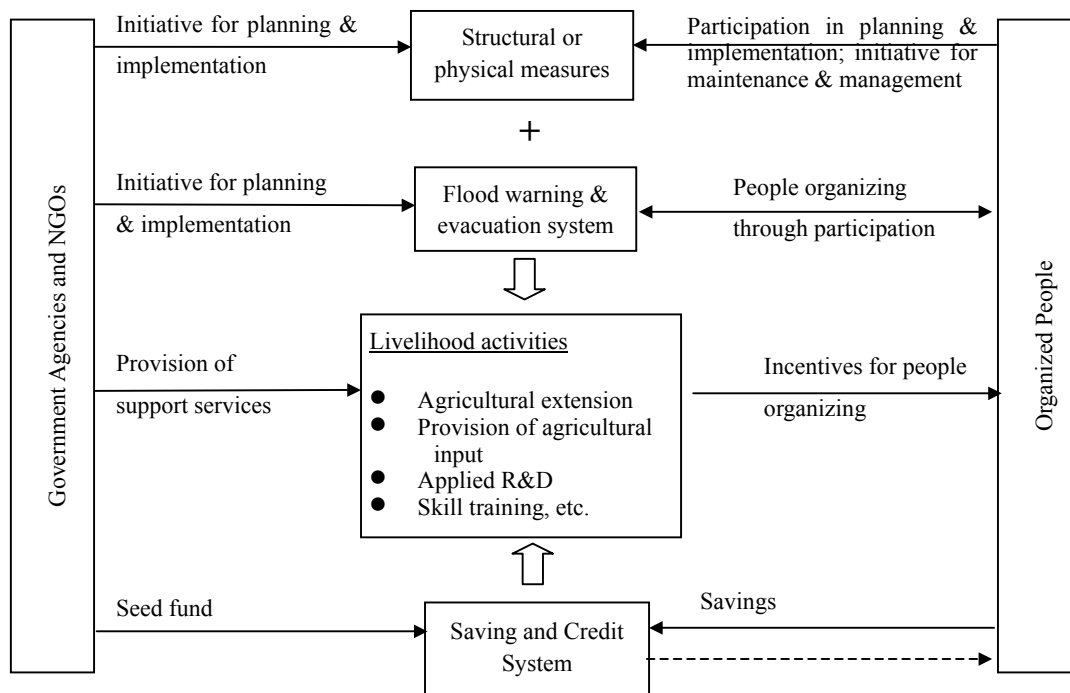 Government Agencies and NGOs
Initiative for planning &
implementation
Structural or
physical measures
Participation in planning &
implementation; initiative for
maintenance & management
+
Initiative for planning
& implementation
Flood warning &
evacuation system
People organizing
through participation
Provision of
support services
Livelihood activities
● Agricultural extension
● Provision of agricultural
input
● Applied R&D
● Skill training, etc.
Incentives for people
organizing
Seed fund
Saving and Credit
System
Savings
Organized People